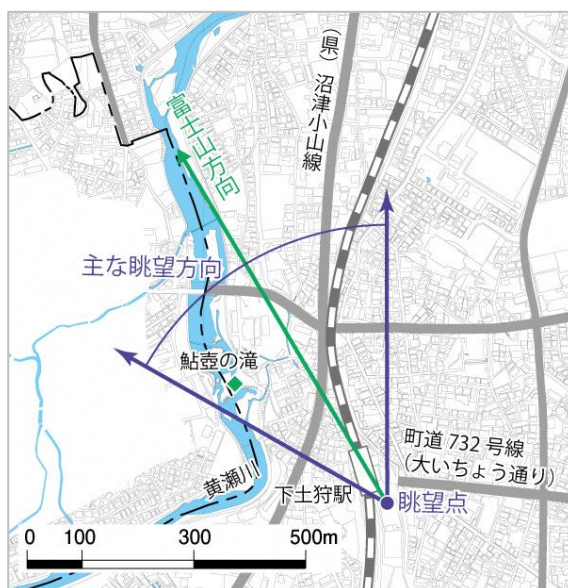 （県）沼津小山線
富士山方向
主な眺望方向
鮎壺の滝
町道 732 号線
（大いちょう通り）
黄瀬川
下土狩駅
眺望点
0 100 300 500m